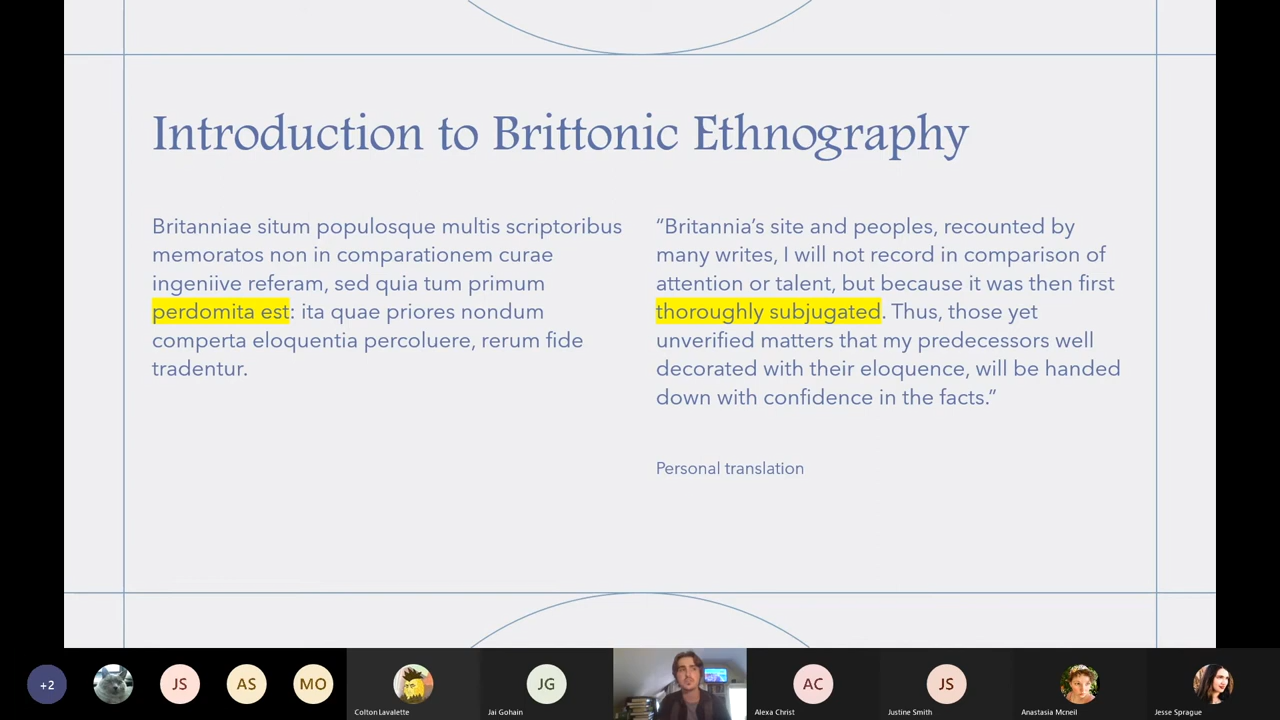 Introduction to Brittonic Ethnography
Britanniae situm populosque multis scriptoribus
memoratos non in comparationem curae
ingeniive referam, sed quia tum primum
perdomita est: ita quae priores nondum
comperta eloquentia percoluere, rerum fide
tradentur.
“Britannia’s site and peoples, recounted by
many writes, I will not record in comparison of
attention or talent, but because it was then first
thoroughly subjugated. Thus, those yet
unverified matters that my predecessors well
decorated with their eloquence, will be handed
down with confidence in the facts.”
Personal translation
+2
JS
AS
MO
Colton Lavalette
JG
Jai Gohain
AC
Alexa Christ
JS
Justine Smith
Anastasia Mcneil
Jesse Sprague